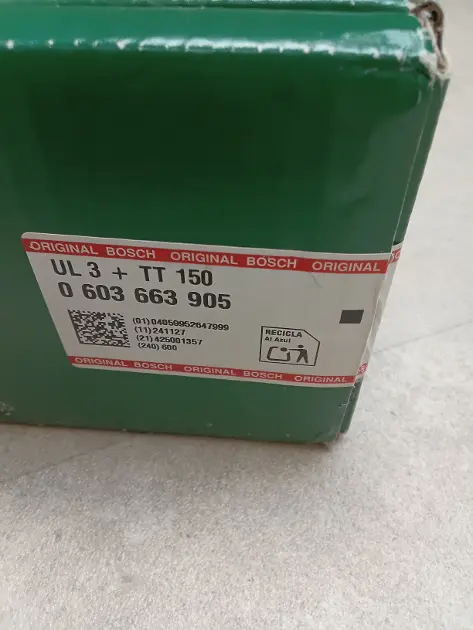 ORIGINAL BOSCH ORIGINAL BOSCH ORIGINAL
UL 3 + TT 150
0 603 663 905
(01)04059952647999
(11)241127
(21)425001357
(240)600
RECICLA
Al Azul
ORIGINAL BOSCH ORIGINAL BOSCH ORIGINAL